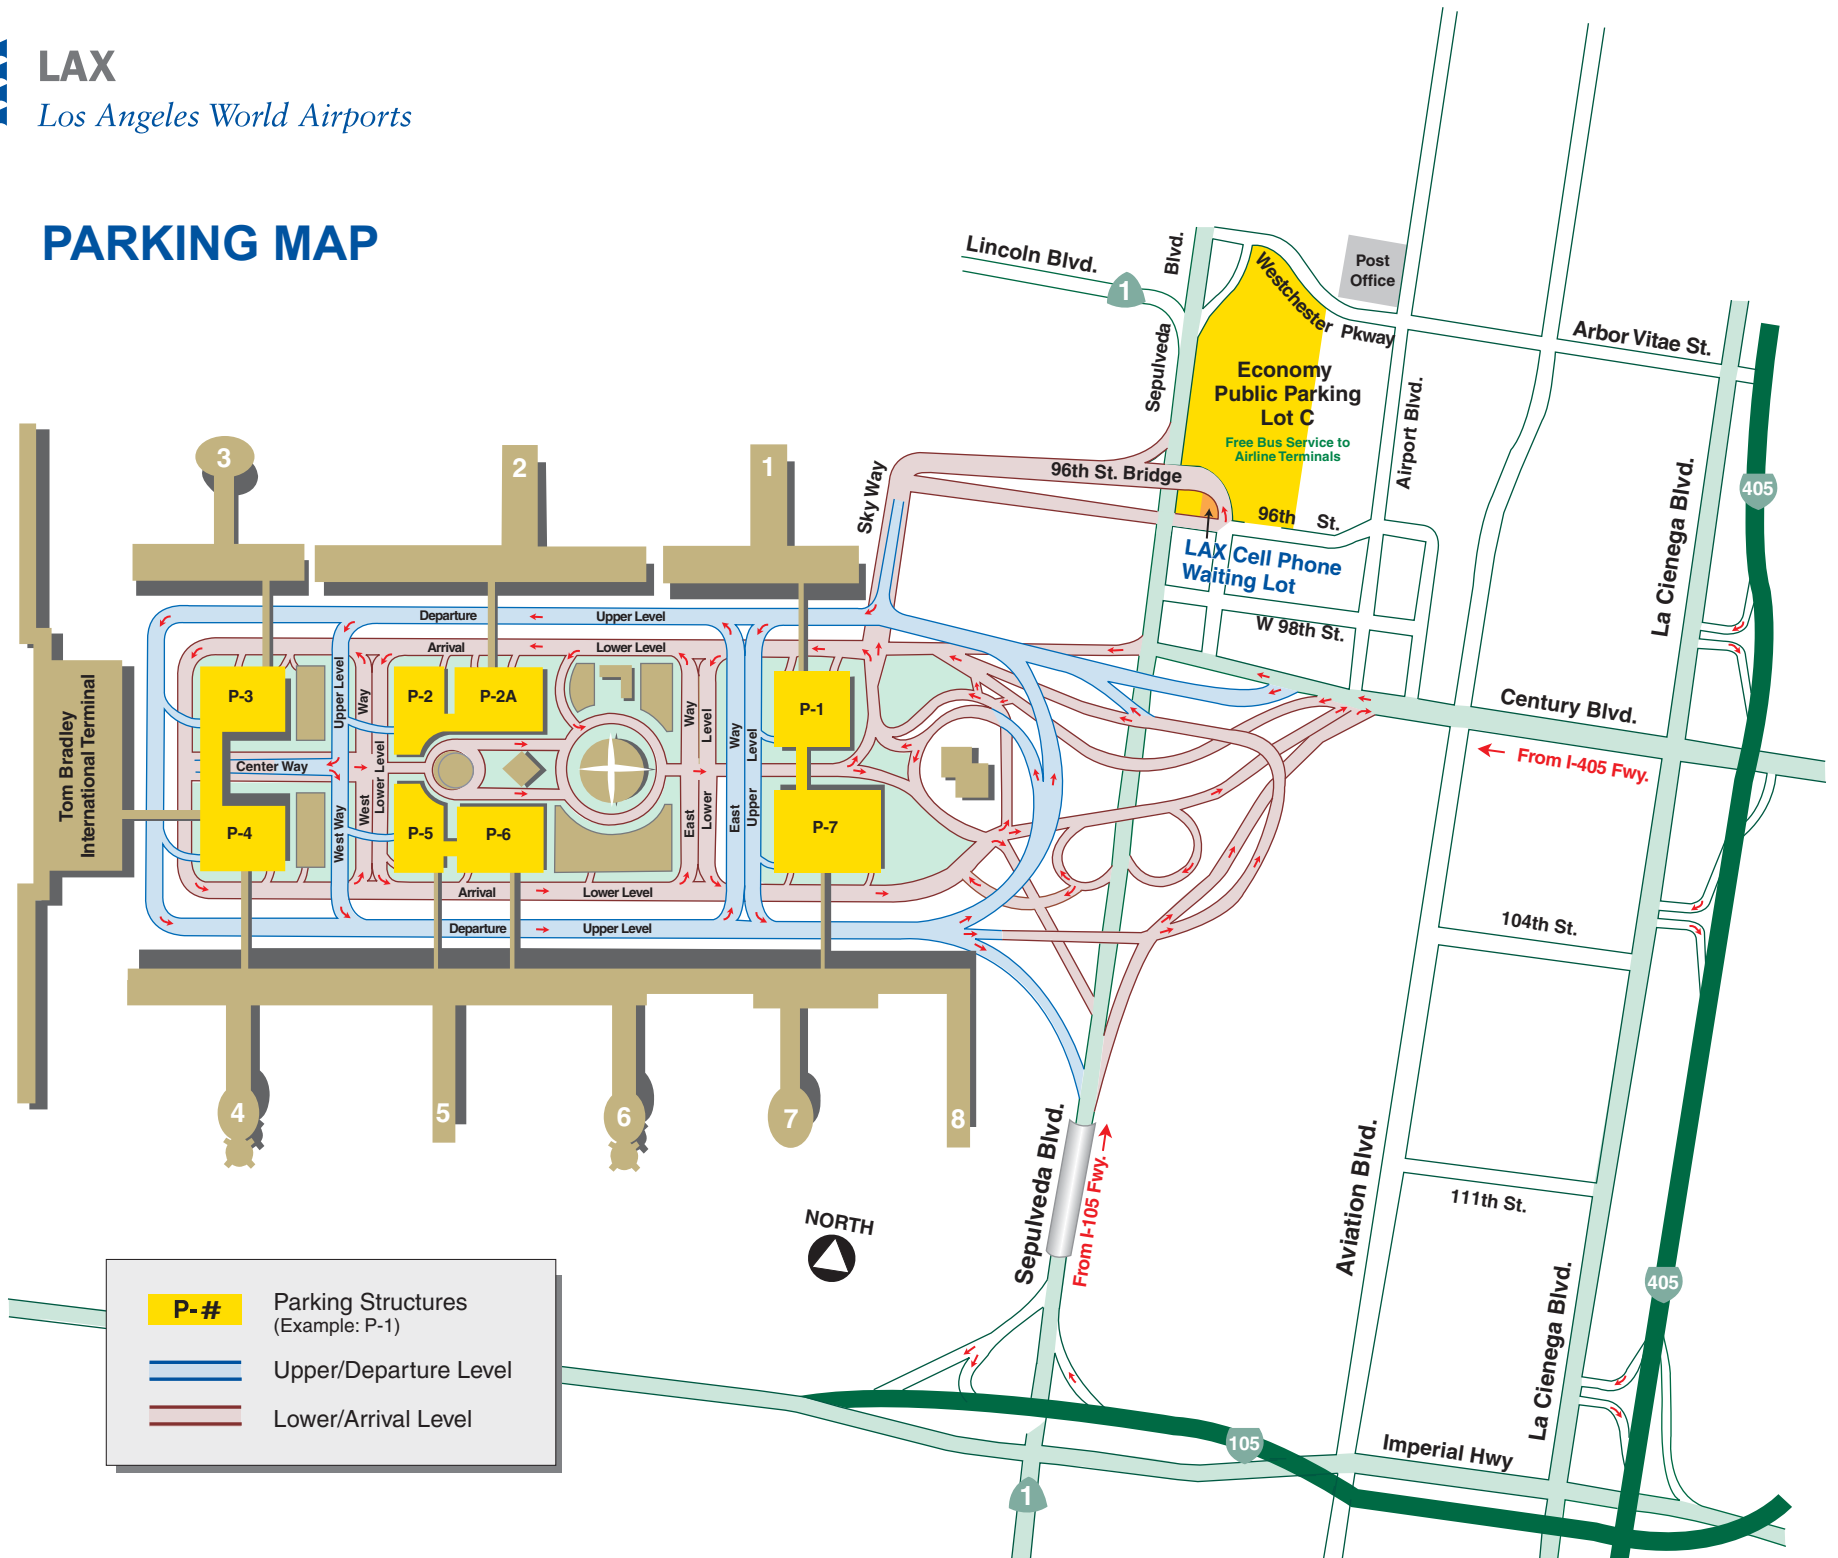 LAX
Los Angeles World Airports
PARKING MAP
Lincoln Blvd.
1
Sepulveda Blvd.
Westchester Pkway
Post
Office
Arbor Vitae St.
Economy
Public Parking
Lot C
Free Bus Service to
Airline Terminals
Airport Blvd.
La Cienega Blvd.
405
96th St. Bridge
Sky Way
96th St.
LAX Cell Phone
Waiting Lot
W 98th St.
Century Blvd.
From I-405 Fwy.
3
2
1
Departure
Upper Level
Arrival
Lower Level
P-3
P-2
P-2A
P-1
Upper Level
West Way
West Way
Lower Level
East Way
Lower Level
East Way
Upper Level
Center Way
Tom Bradley
International Terminal
P-4
P-5
P-6
P-7
Arrival
Lower Level
Departure
Upper Level
104th St.
4
5
6
7
8
Sepulveda Blvd.
From I-105 Fwy.
Aviation Blvd.
111th St.
NORTH
La Cienega Blvd.
405
P-#
Parking Structures
(Example: P-1)
Upper/Departure Level
Lower/Arrival Level
105
Imperial Hwy
1